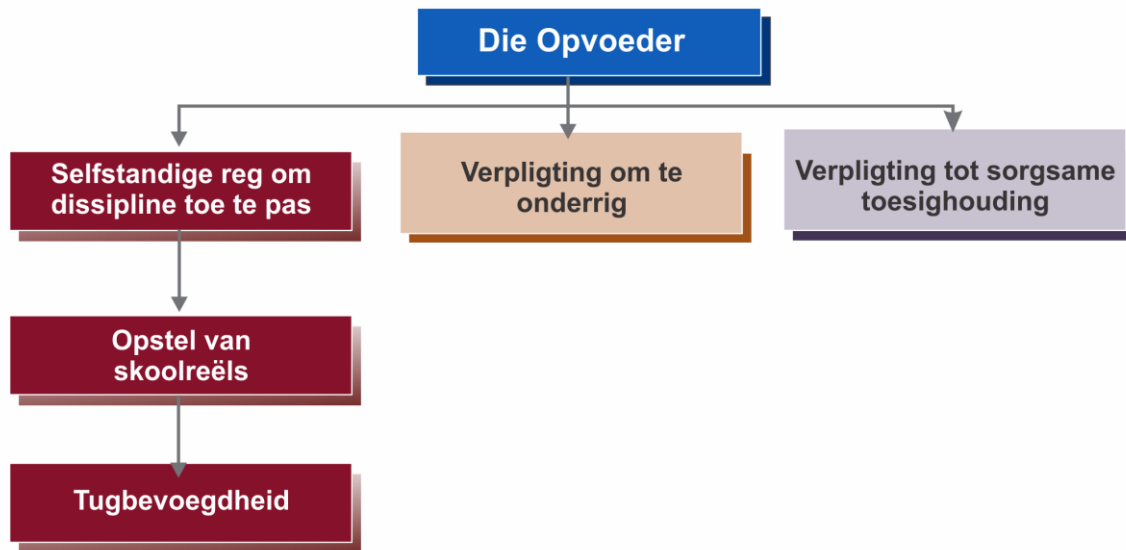 Die Opvoeder
Selfstandige reg om
dissipline toe te pas
Verpligting om te
onderrig
Verpligting tot sorgsame
toesighouding
Opstel van
skoolreëls
Tugbevoegdheid